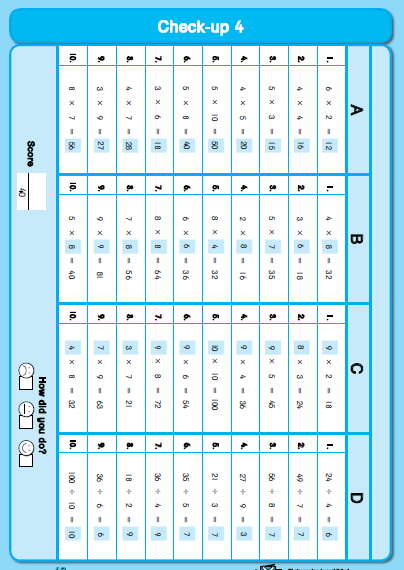 Check-up 4
A
1. 6 × 2 = 12
2. 4 × 4 = 16
3. 5 × 3 = 15
4. 4 × 5 = 20
5. 5 × 10 = 50
6. 5 × 8 = 40
7. 3 × 6 = 18
8. 4 × 7 = 28
9. 3 × 9 = 27
10. 8 × 7 = 56
B
1. 4 × 8 = 32
2. 3 × 6 = 18
3. 5 × 7 = 35
4. 2 × 8 = 16
5. 8 × 4 = 32
6. 6 × 6 = 36
7. 8 × 8 = 64
8. 7 × 8 = 56
9. 9 × 9 = 81
10. 5 × 8 = 40
C
1. 9 × 2 = 18
2. 8 × 3 = 24
3. 9 × 5 = 45
4. 9 × 4 = 36
5. 10 × 10 = 100
6. 9 × 6 = 54
7. 9 × 8 = 72
8. 3 × 7 = 21
9. 7 × 9 = 63
10. 4 × 8 = 32
D
1. 24 ÷ 4 = 6
2. 49 ÷ 7 = 7
3. 56 ÷ 8 = 7
4. 27 ÷ 9 = 3
5. 21 ÷ 3 = 7
6. 35 ÷ 5 = 7
7. 36 ÷ 4 = 9
8. 18 ÷ 2 = 9
9. 36 ÷ 6 = 6
10. 100 ÷ 10 = 10
Score
40
How did you do?